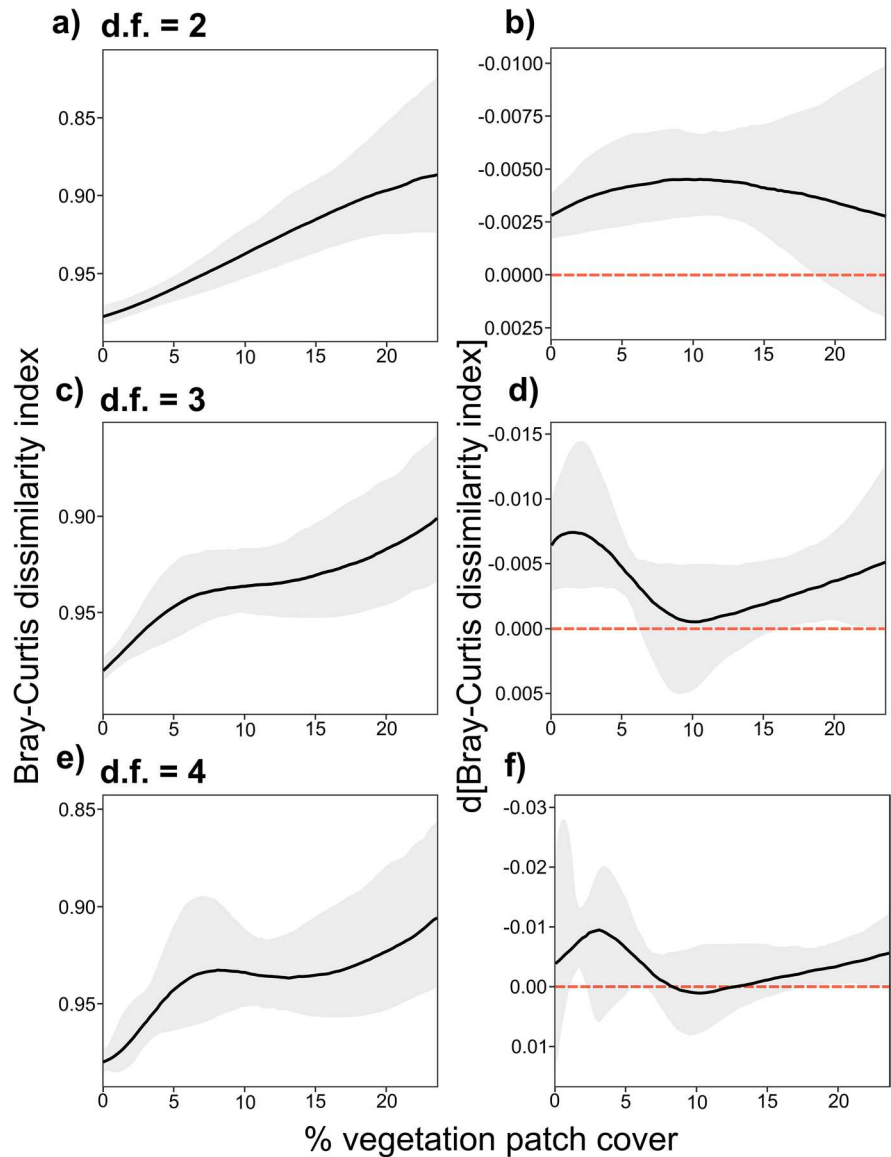 a) d.f. = 2
0.85
0.90
0.95
0 5 10 15 20
b)
-0.0100
-0.0075
-0.0050
-0.0025
0.0000
0.0025
0 5 10 15 20
c) d.f. = 3
0.90
0.95
0 5 10 15 20
d)
-0.015
-0.010
-0.005
0.000
0.005
0 5 10 15 20
e) d.f. = 4
0.85
0.90
0.95
0 5 10 15 20
f)
-0.03
-0.02
-0.01
0.00
0.01
0 5 10 15 20
Bray-Curtis dissimilarity index
d[Bray-Curtis dissimilarity index]
% vegetation patch cover